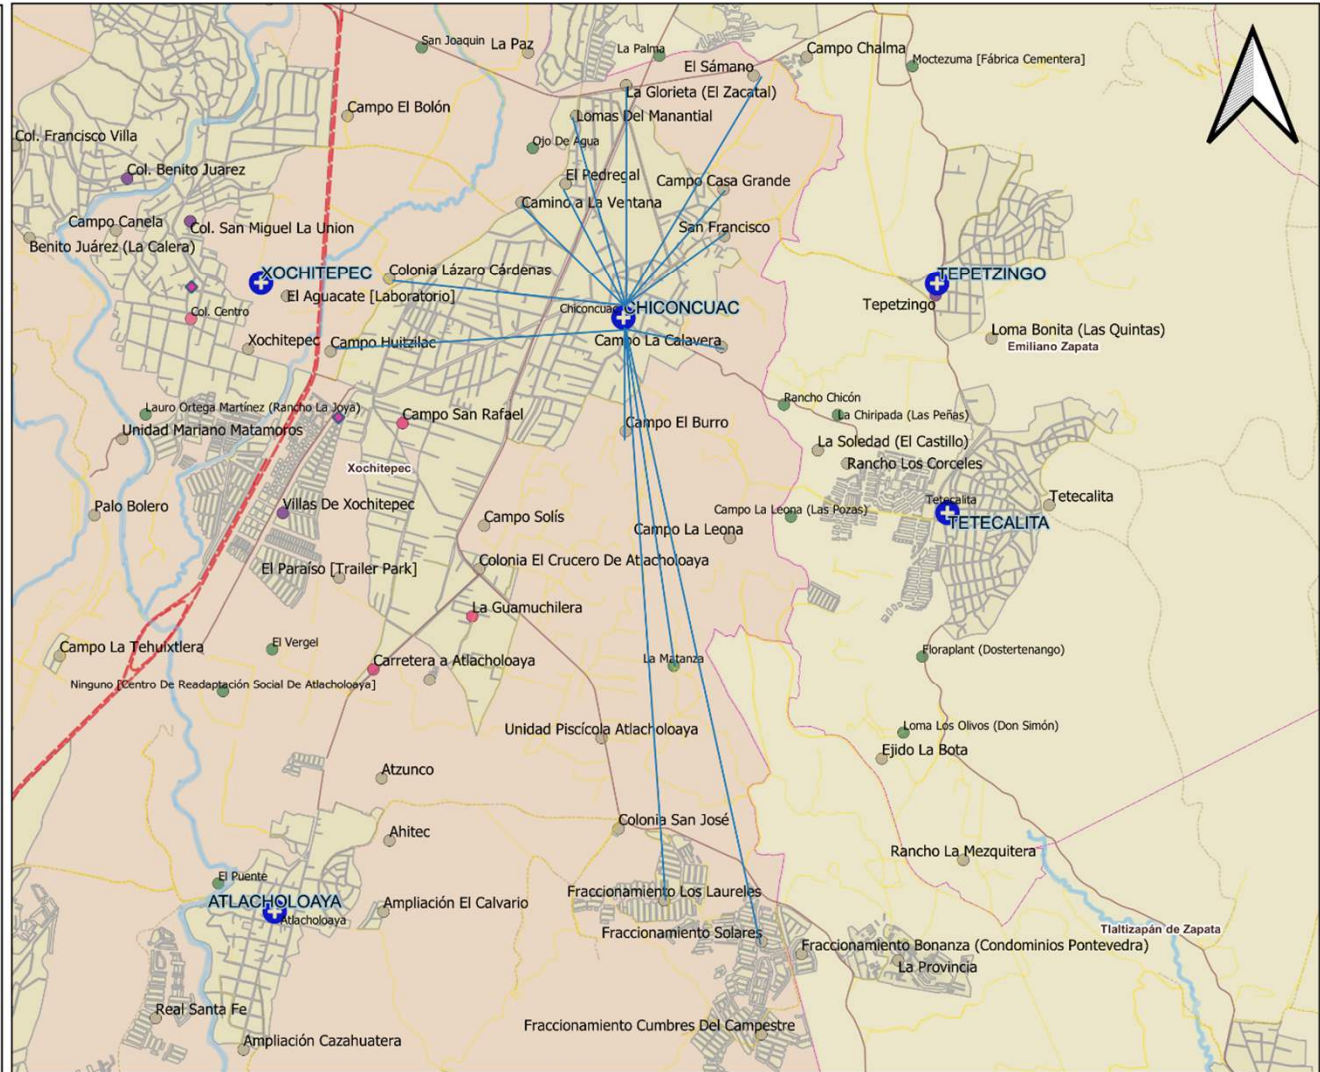 San Joaquin
La Paz
La Palma
Campo Chalma
Moctezuma [Fábrica Cementera]
El Sámano
La Glorieta (El Zacatal)
Campo El Bolón
Lomas Del Manantial
Col. Francisco Villa
Ojo De Agua
Col. Benito Juarez
El Pedregal
Campo Casa Grande
Camino a La Ventana
Campo Canela
Col. San Miguel La Union
San Francisco
Benito Juárez (La Calera)
XOCHITEPEC
Colonia Lázaro Cárdenas
TEPETZINGO
El Aguacate [Laboratorio]
Tepetzingo
Col. Centro
Chiconcuac
CHICONCUAC
Loma Bonita (Las Quintas)
Xochitepec
Campo Huitzilac
Campo La Calavera
Emiliano Zapata
Rancho Chicón
Lauro Ortega Martínez (Rancho La Joya)
Campo San Rafael
La Chiripada (Las Peñas)
Unidad Mariano Matamoros
Campo El Burro
La Soledad (El Castillo)
Xochitepec
Rancho Los Corceles
Palo Bolero
Villas De Xochitepec
Campo Solís
Campo La Leona (Las Pozas)
Tetecalita
Tetecalita
TETECALITA
Campo La Leona
El Paraíso [Trailer Park]
Colonia El Crucero De Atlacholoaya
La Guamuchilera
Campo La Tehuixtlera
El Vergel
Carretera a Atlacholoaya
La Matanza
Floraplant (Dostertenango)
Ninguno [Centro De Readaptación Social De Atlacholoaya]
Unidad Piscícola Atlacholoaya
Loma Los Olivos (Don Simón)
Ejido La Bota
Atzunco
Colonia San José
Ahitec
Rancho La Mezquitera
El Puente
Fraccionamiento Los Laureles
ATLACHOLOAYA
Ampliación El Calvario
Atlacholoaya
Fraccionamiento Solares
Tlaltizapán de Zapata
Fraccionamiento Bonanza (Condominios Pontevedra)
La Provincia
Real Santa Fe
Fraccionamiento Cumbres Del Campestre
Ampliación Cazahuatera